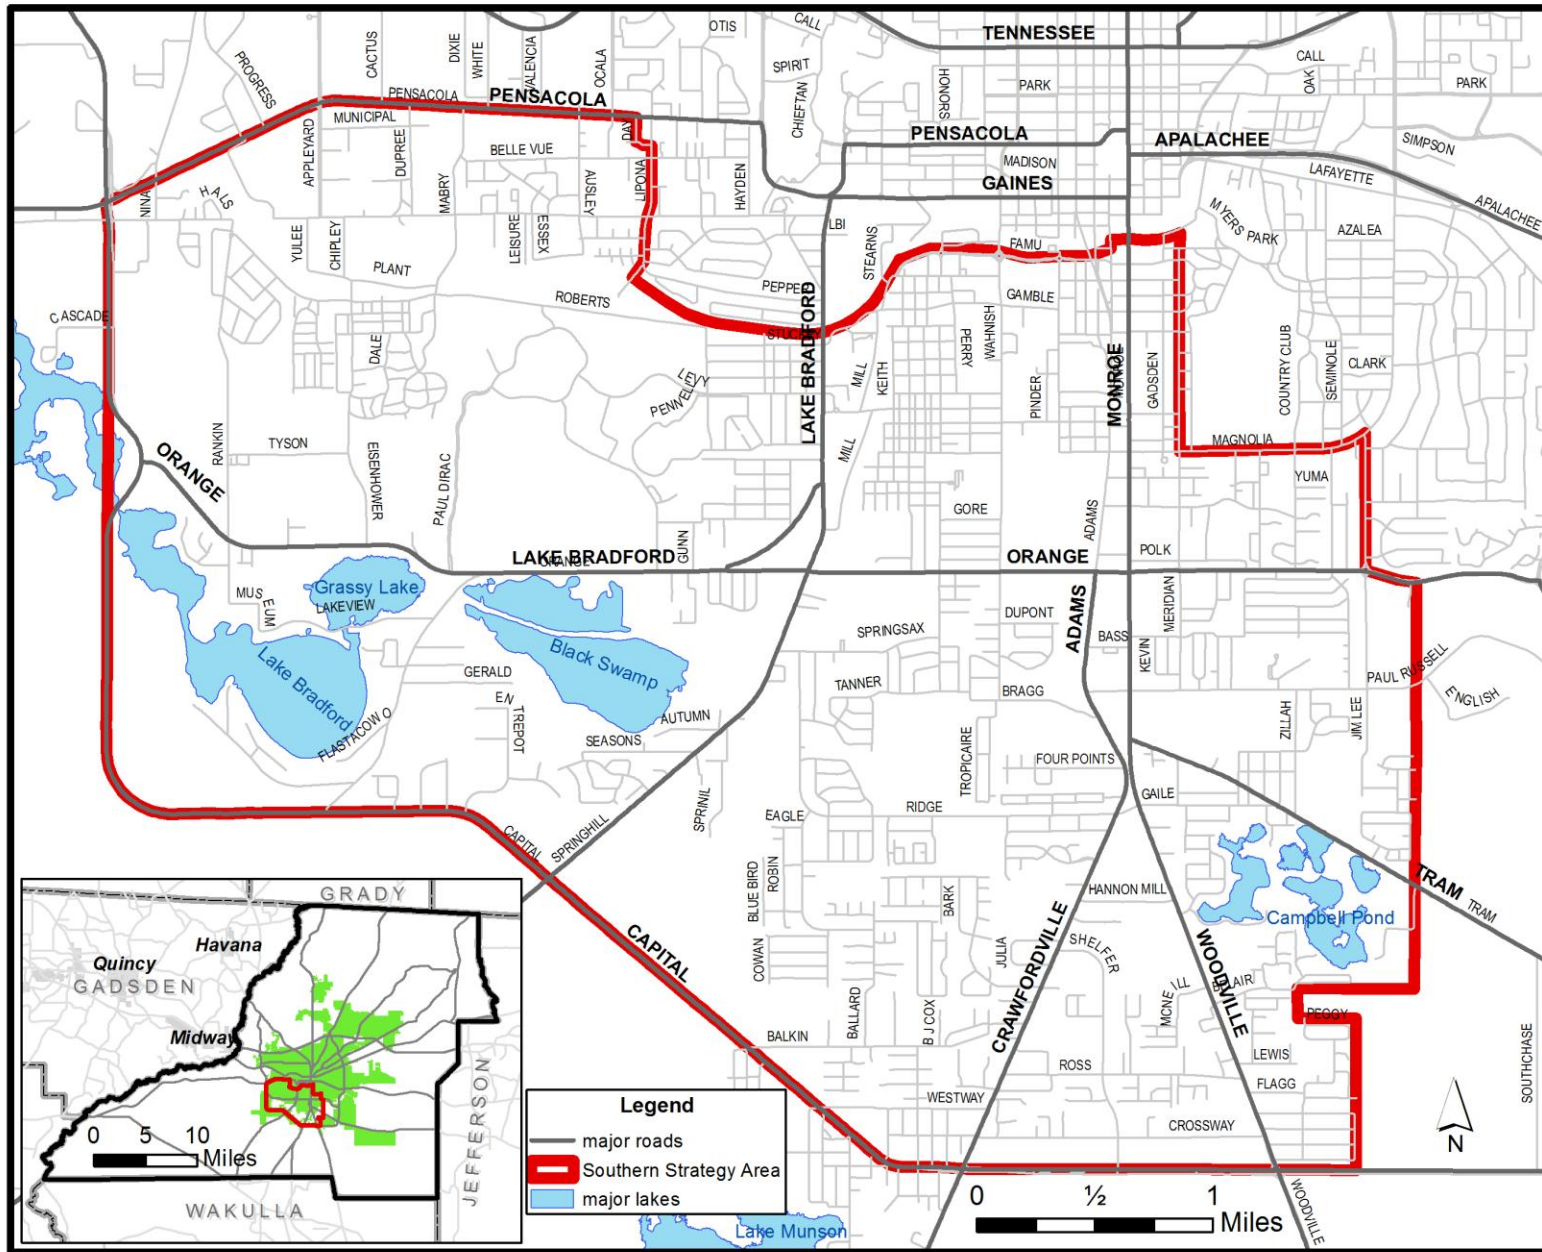 TENNESSEE
OTIS
CALL
SPIRIT
CHIEFTAN
HONORS
PARK
CALL
OAK
PARK
PROGRESS
CACTUS
DIXIE
WHITE
VALENCIA
OCALA
PENSACOLA
PENSACOLA
MUNICIPAL
APPLEYARD
DUPREE
BELLE VUE
DAY
PENSACOLA
MADISON
GAINES
APALACHEE
SIMPSON
LAFAYETTE
APALACHEE
NINA
HALS
MABRY
AUSLEY
LIPONA
HAYDEN
LBI
STEARNS
FAMU
MYERS PARK
AZALEA
YULEE
CHIPLEY
LEISURE
ESSEX
PLANT
ROBERTS
PEPPER
STUCKEY
LAKE BRADFORD
GAMBLE
CASCADE
DALE
LEVY
PENNELL
MILL
KEITH
PERRY
WAHNISH
PINDER
MONROE
GADSDEN
COUNTRY CLUB
SEMINOLE
CLARK
MAGNOLIA
YUMA
ORANGE
RANKIN
TYSON
EISENHOWER
PAUL DIRAC
MILL
GORE
ADAMS
POLK
GUNN
LAKE BRADFORD
ORANGE
ORANGE
MUSEUM
Grassy Lake
LAKEVIEW
Lake Bradford
Black Swamp
FLASTACOWO
GERALD
ENTREPOT
SEASONS
AUTUMN
SPRINGSAX
TANNER
DUPONT
ADAMS
BASS
MERIDIAN
KEVIN
BRAGG
PAUL RUSSELL
ENGLISH
ZILLAH
JIM LEE
TROPICAIRE
FOUR POINTS
GAILE
RIDGE
EAGLE
SPRINIL
SPRINGHILL
CAPITAL
BLUE BIRD
ROBIN
BARK
HANNON MILL
TRAM
TRAM
Campbell Pond
CAPITAL
COWAN
JULIA
SHELFER
CRAWFORDVILLE
WOODVILLE
BLAIR
MCNEILL
BALLARD
B J COX
BALKIN
PEGGY
LEWIS
ROSS
FLAGG
WESTWAY
CROSSWAY
SOUTHCHASE
WOODVILLE
Lake Munson
GRADY
Havana
Quincy
GADSDEN
Midway
JEFFERSON
WAKULLA
0 5 10
Miles
Legend
major roads
Southern Strategy Area
major lakes
0 ½ 1
Miles
N